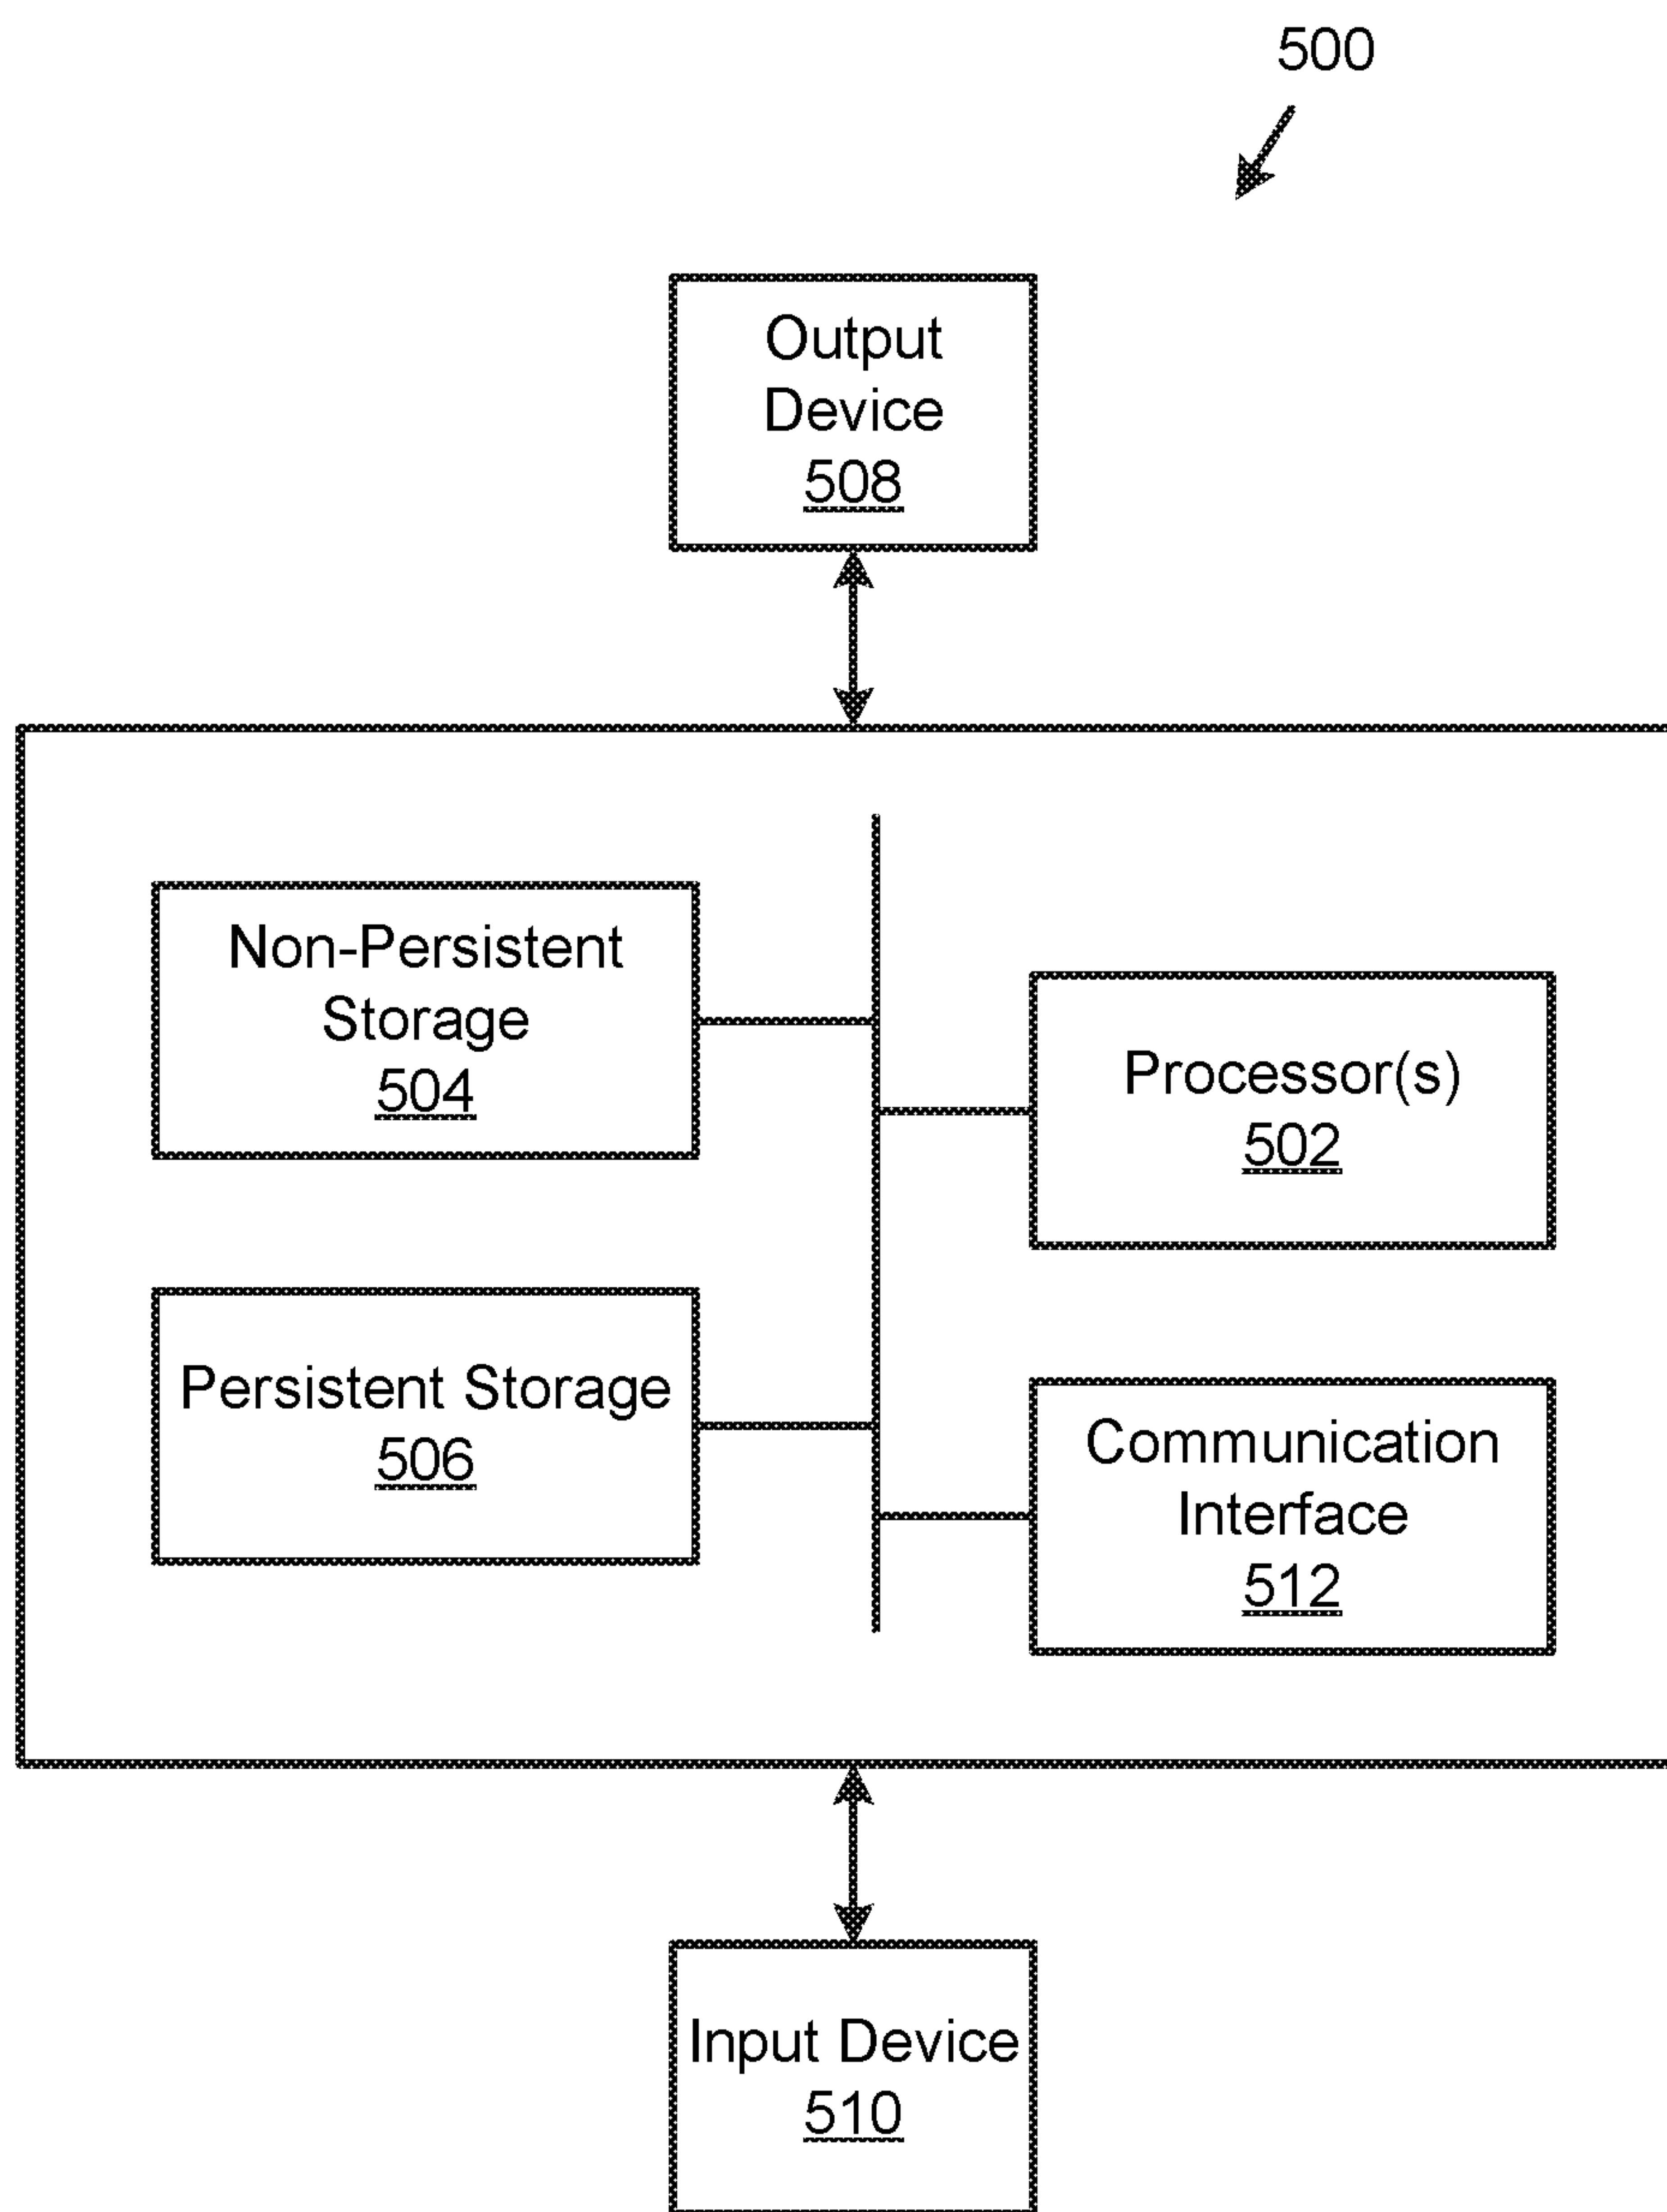 500
Output
Device
508
Non-Persistent
Storage
504
Processor(s)
502
Persistent Storage
506
Communication
Interface
512
Input Device
510